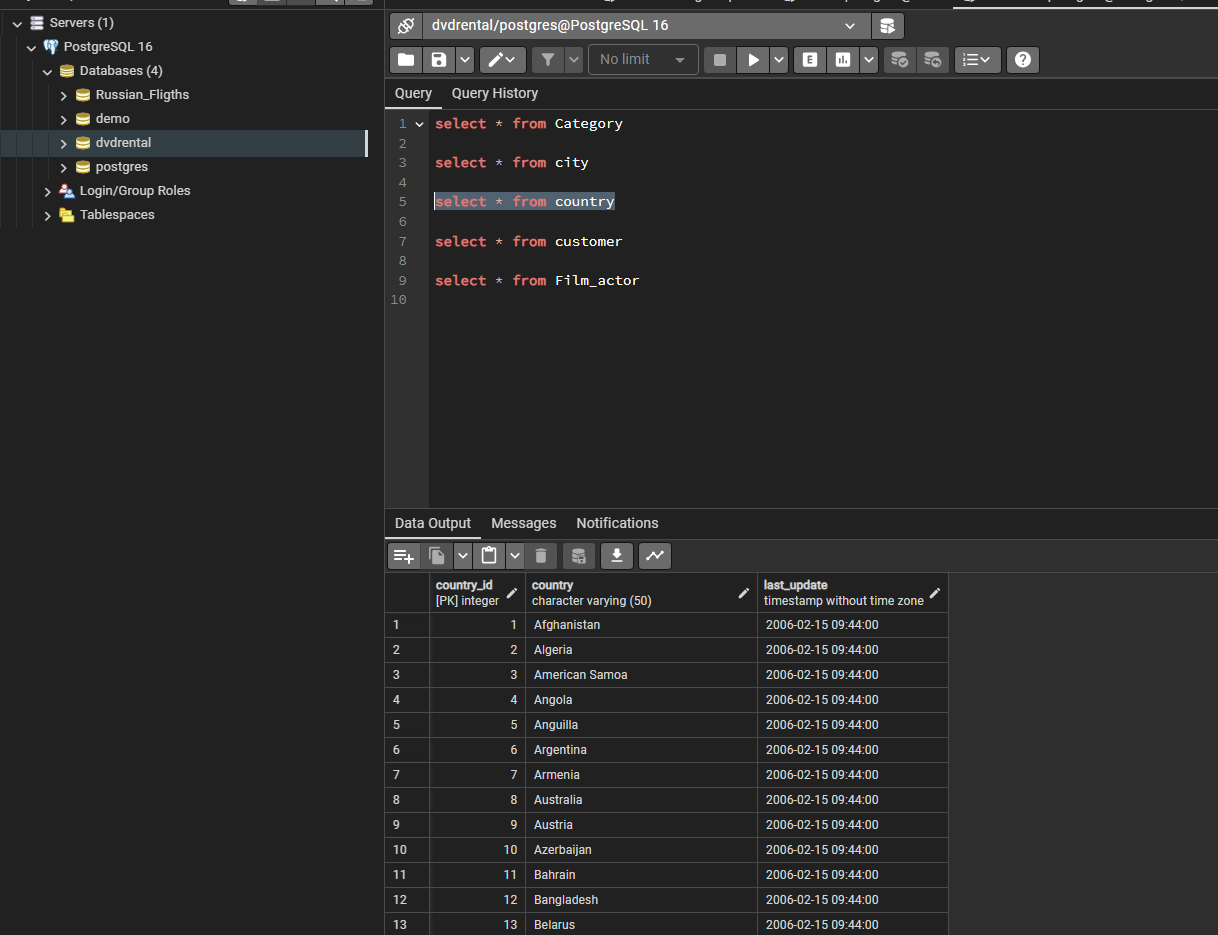 Servers (1)
PostgreSQL 16
Databases (4)
Russian_Fligths
demo
dvdrental
postgres
Login/Group Roles
Tablespaces
dvdrental/postgres@PostgreSQL 16
No limit
E
Query Query History
1 select * from Category
2
3 select * from city
4
5 select * from country
6
7 select * from customer
8
9 select * from Film_actor
10
Data Output Messages Notifications
country_id country last_update
[PK] integer character varying (50) timestamp without time zone
1 1 Afghanistan 2006-02-15 09:44:00
2 2 Algeria 2006-02-15 09:44:00
3 3 American Samoa 2006-02-15 09:44:00
4 4 Angola 2006-02-15 09:44:00
5 5 Anguilla 2006-02-15 09:44:00
6 6 Argentina 2006-02-15 09:44:00
7 7 Armenia 2006-02-15 09:44:00
8 8 Australia 2006-02-15 09:44:00
9 9 Austria 2006-02-15 09:44:00
10 10 Azerbaijan 2006-02-15 09:44:00
11 11 Bahrain 2006-02-15 09:44:00
12 12 Bangladesh 2006-02-15 09:44:00
13 13 Belarus 2006-02-15 09:44:00